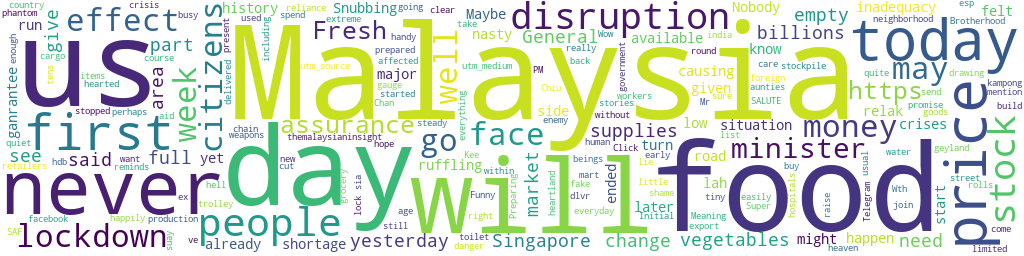 Malaysia
us
day
will
food
never
today
first
price
people
money
disruption
lockdown
face
go
stock
citizens
week
minister
may
effect
assurance
https
Singapore
well
supplies
change
vegetables
market
yesterday
need
General
Fresh
Snubbing
history
available
causing
given
major
area
part
give
run
felt
empty
billions
inadequacy
Nobody
Maybe
nasty
know
relax
crises
situation
low
turn
road
side
ruffling
ended
later
might
happen
start
lah
shortage
already
full
yet
said
see
ganrantee
phantom
country
crisis
busy
cargo
tens
items
hearted
stopped
perhaps
enough
course
aid
quiet
hdb
retailers
want
reminds
ex
production
happily
facebook
SAF
suay
ve
hell
trolley
new
cut
lock
sia
grocery
age
still
hope
chain
weapons
themalaysianinsight
used
spend
reliance
including
extreme
utm_source
utm_medium
handy
prepared
affected
gauge
started
Chan
steady
present
delivered
everything
Kee
within
beings
Funny
right
toilet
danger
Initial
Preparing
mart
fake
dlvr
heartland
everyday
Click
human
workers
stories
without
enemy
Chiu
Wow
really
back
PM
round
india
government
stockpile
take
clear
going
care
foreign
aunties
sure
SALUTE
Mr
list
early
lie
little
shame
tiny
buy
easily
Super
Meaning
export
hospitals
raise
heaven
Telegram
usual
water
Wth
join
geyland
street
rolls
come
limited
goods
promise
send
quite
drawing
esp
neighborhood
Brotherhood
kampong
mention
build